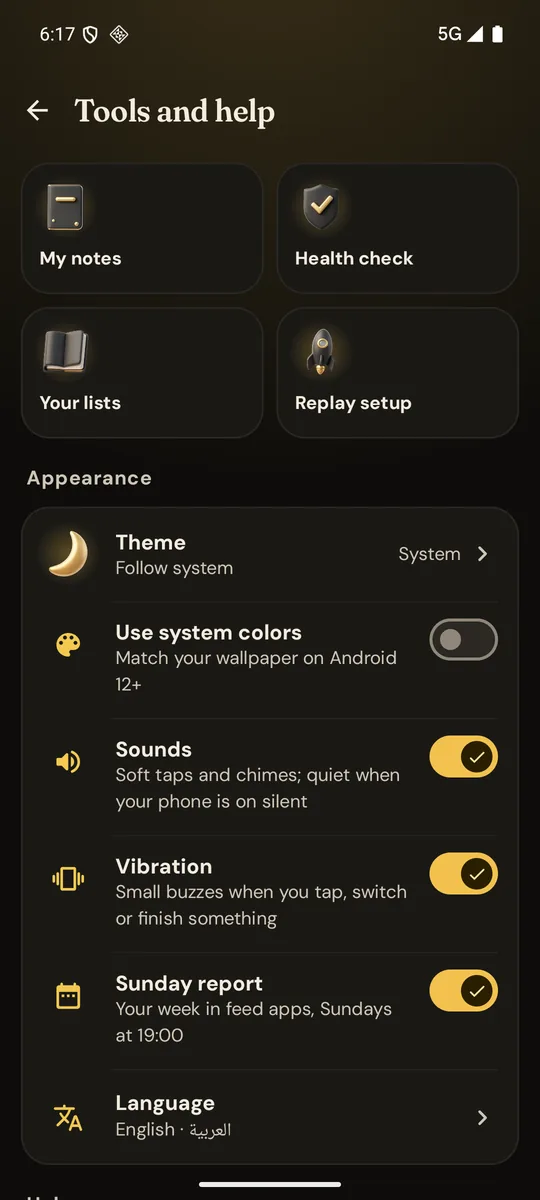 6:17
5G
Tools and help
My notes
Health check
Your lists
Replay setup
Appearance
Theme
Follow system
System
Use system colors
Match your wallpaper on Android
12+
Sounds
Soft taps and chimes; quiet when
your phone is on silent
Vibration
Small buzzes when you tap, switch
or finish something
Sunday report
Your week in feed apps, Sundays
at 19:00
Language
English · العربية